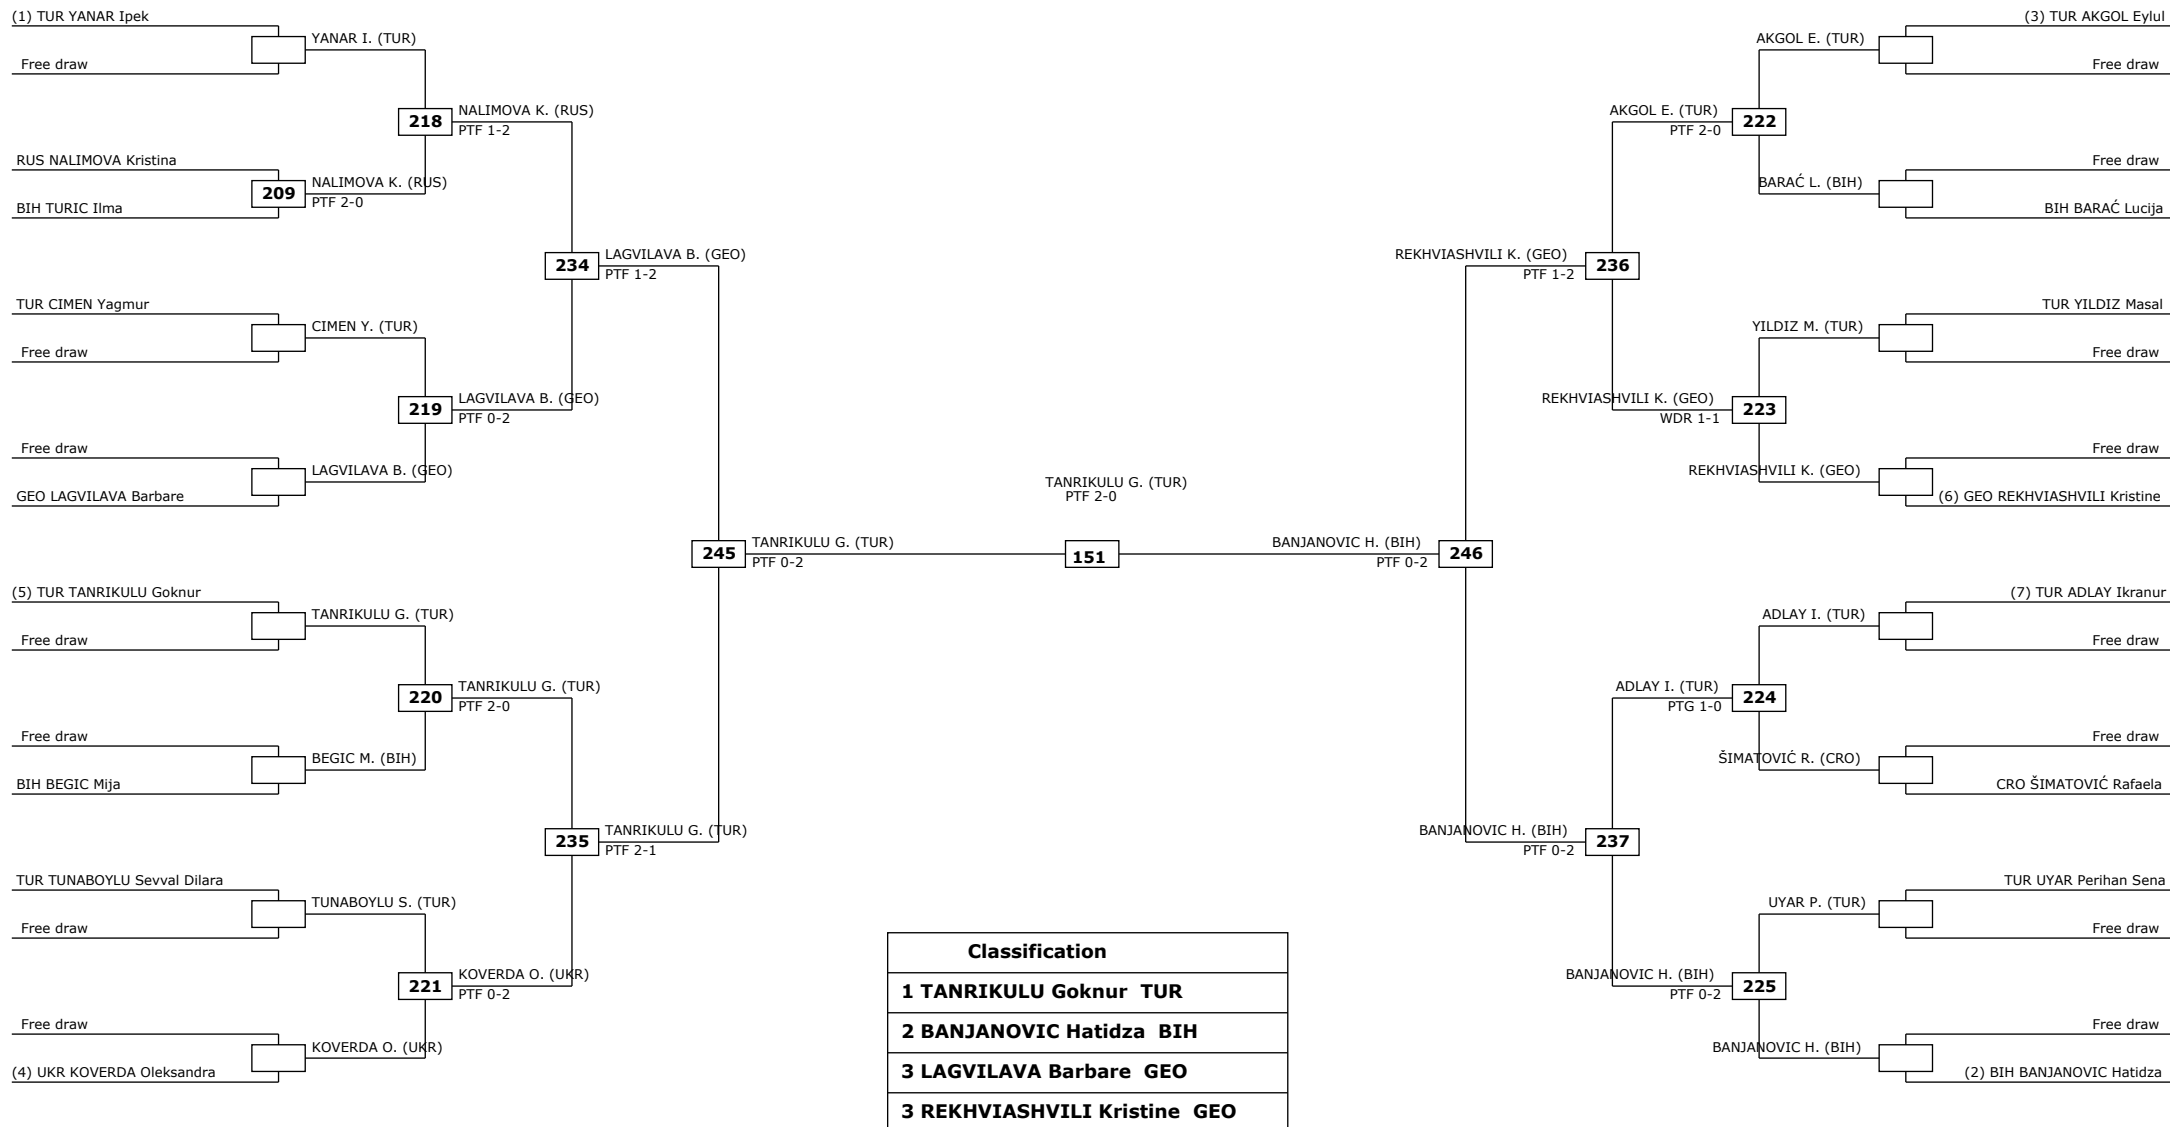 (1) TUR YANAR Ipek
YANAR I. (TUR)
Free draw
218
NALIMOVA K. (RUS)
PTF 1-2
RUS NALIMOVA Kristina
209
NALIMOVA K. (RUS)
PTF 2-0
BIH TURIC Ilma
234
LAGVILAVA B. (GEO)
PTF 1-2
TUR CIMEN Yagmur
CIMEN Y. (TUR)
Free draw
219
LAGVILAVA B. (GEO)
PTF 0-2
Free draw
LAGVILAVA B. (GEO)
GEO LAGVILAVA Barbare
245
TANRIKULU G. (TUR)
PTF 0-2
(5) TUR TANRIKULU Goknur
TANRIKULU G. (TUR)
Free draw
220
TANRIKULU G. (TUR)
PTF 2-0
Free draw
BEGIC M. (BIH)
BIH BEGIC Mija
235
TANRIKULU G. (TUR)
PTF 2-1
TUR TUNABOYLU Sevval Dilara
TUNABOYLU S. (TUR)
Free draw
221
KOVERDA O. (UKR)
PTF 0-2
Free draw
KOVERDA O. (UKR)
(4) UKR KOVERDA Oleksandra
TANRIKULU G. (TUR)
PTF 2-0
151
(3) TUR AKGOL Eylul
AKGOL E. (TUR)
Free draw
AKGOL E. (TUR)
PTF 2-0
222
Free draw
BARAĆ L. (BIH)
BIH BARAĆ Lucija
REKHVIASHVILI K. (GEO)
PTF 1-2
236
TUR YILDIZ Masal
YILDIZ M. (TUR)
Free draw
REKHVIASHVILI K. (GEO)
WDR 1-1
223
Free draw
REKHVIASHVILI K. (GEO)
(6) GEO REKHVIASHVILI Kristine
BANJANOVIC H. (BIH)
PTF 0-2
246
(7) TUR ADLAY Ikranur
ADLAY I. (TUR)
Free draw
ADLAY I. (TUR)
PTG 1-0
224
Free draw
ŠIMATOVIĆ R. (CRO)
CRO ŠIMATOVIĆ Rafaela
BANJANOVIC H. (BIH)
PTF 0-2
237
TUR UYAR Perihan Sena
UYAR P. (TUR)
Free draw
BANJANOVIC H. (BIH)
PTF 0-2
225
Free draw
BANJANOVIC H. (BIH)
(2) BIH BANJANOVIC Hatidza
Classification
1 TANRIKULU Goknur TUR
2 BANJANOVIC Hatidza BIH
3 LAGVILAVA Barbare GEO
3 REKHVIASHVILI Kristine GEO